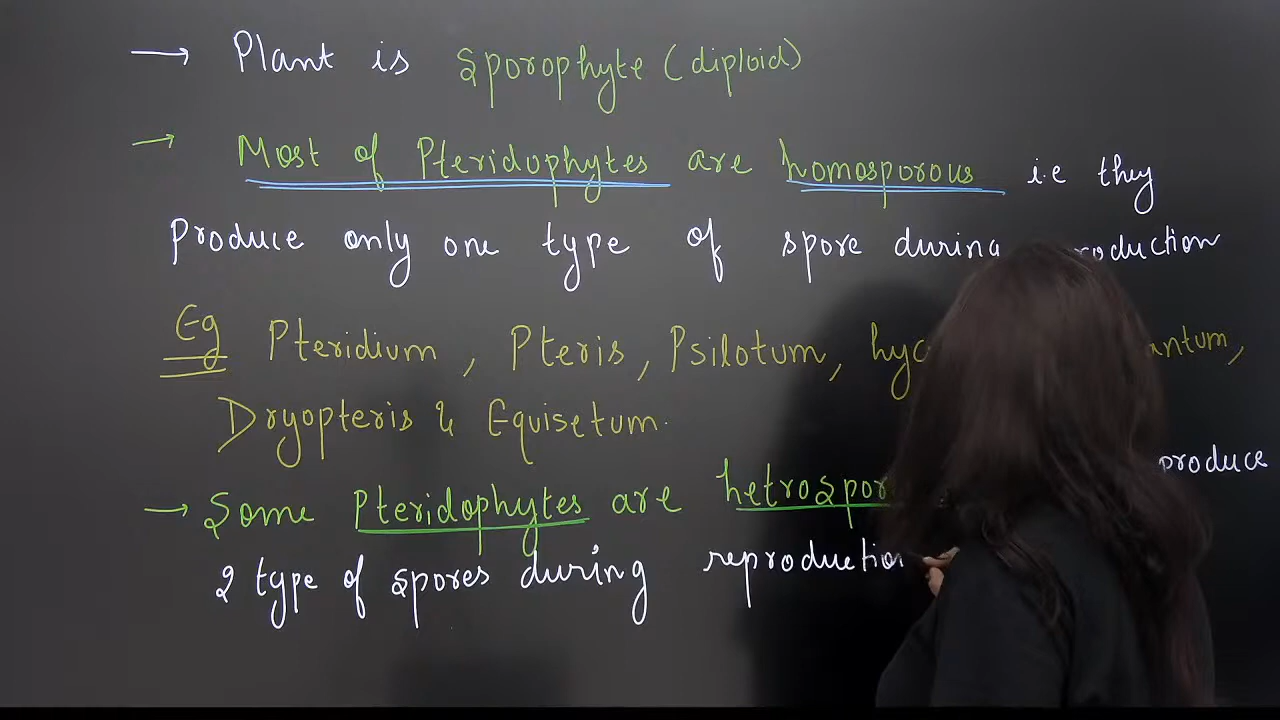 → Plant is Sporophyte (diploid)
→ Most of Pteridophytes are homosporous i.e they
Produce only one type of spore during
Eg Pteridium, Pteris, Psilotum,
Dryopteris & Equisetum.
→ Some Pteridophytes are produce
2 type of Spores during reproduction